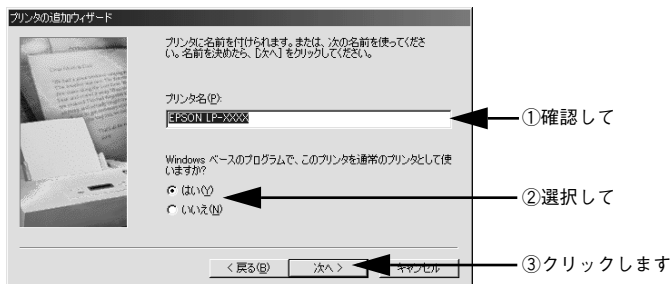 プリンタの追加ウィザード
プリンタに名前を付けられます。または、次の名前を使ってくださ
い。名前を決めたら、[次へ] をクリックしてください。
プリンタ名(P):
EPSON LP-XXXX
①確認して
Windows ベースのプログラムで、このプリンタを通常のプリンタとして使
いますか?
はい(Y)
②選択して
いいえ(N)
< 戻る(B)
次へ >
キャンセル
③クリックします